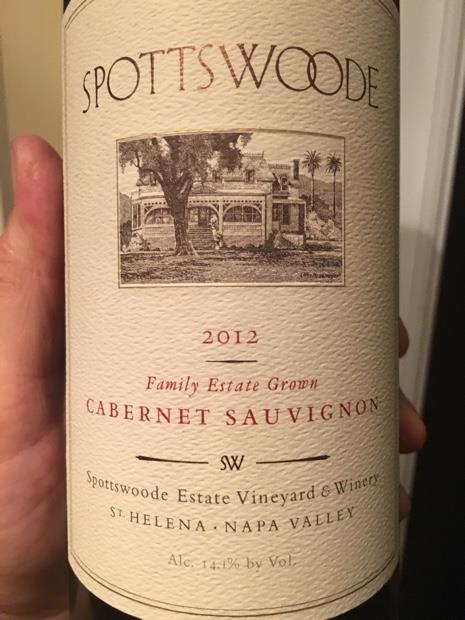 SPOTTSWOODE
2012
Family Estate Grown
CABERNET SAUVIGNON
SW
Spottswoode Estate Vineyard & Winery
ST. HELENA · NAPA VALLEY
Alc. 14.1% by Vol.